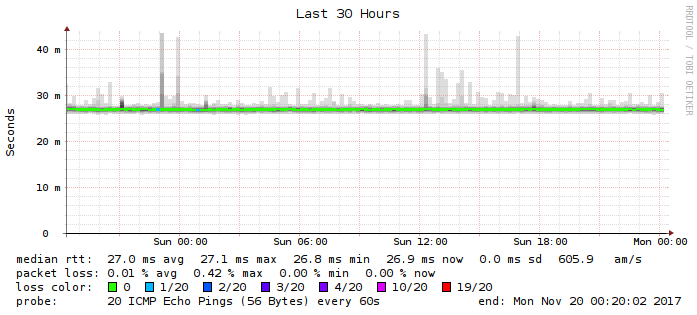 Last 30 Hours
RRDTOOL / TOBI OETIKER
Seconds
40 m
30 m
20 m
10 m
0
Sun 00:00 Sun 06:00 Sun 12:00 Sun 18:00 Mon 00:00
median rtt: 27.0 ms avg 27.1 ms max 26.8 ms min 26.9 ms now 0.0 ms sd 605.9 am/s
packet loss: 0.01 % avg 0.42 % max 0.00 % min 0.00 % now
loss color: 0 1/20 2/20 3/20 4/20 10/20 19/20
probe: 20 ICMP Echo Pings (56 Bytes) every 60s end: Mon Nov 20 00:20:02 2017